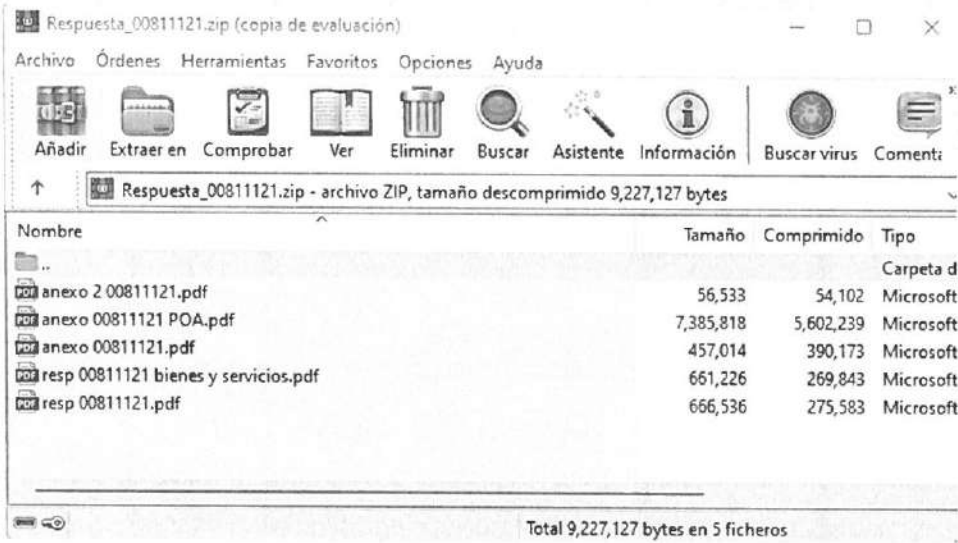 Respuesta_00811121.zip (copia de evaluación)
Archivo Órdenes Herramientas Favoritos Opciones Ayuda
Añadir Extraer en Comprobar Ver Eliminar Buscar Asistente Información Buscar virus Comenta
Respuesta_00811121.zip - archivo ZIP, tamaño descomprimido 9,227,127 bytes
Nombre Tamaño Comprimido Tipo
.. Carpeta d
anexo 2 00811121.pdf 56,533 54,102 Microsoft
anexo 00811121 POA.pdf 7,385,818 5,602,239 Microsoft
anexo 00811121.pdf 457,014 390,173 Microsoft
resp 00811121 bienes y servicios.pdf 661,226 269,843 Microsoft
resp 00811121.pdf 666,536 275,583 Microsoft
Total 9,227,127 bytes en 5 ficheros